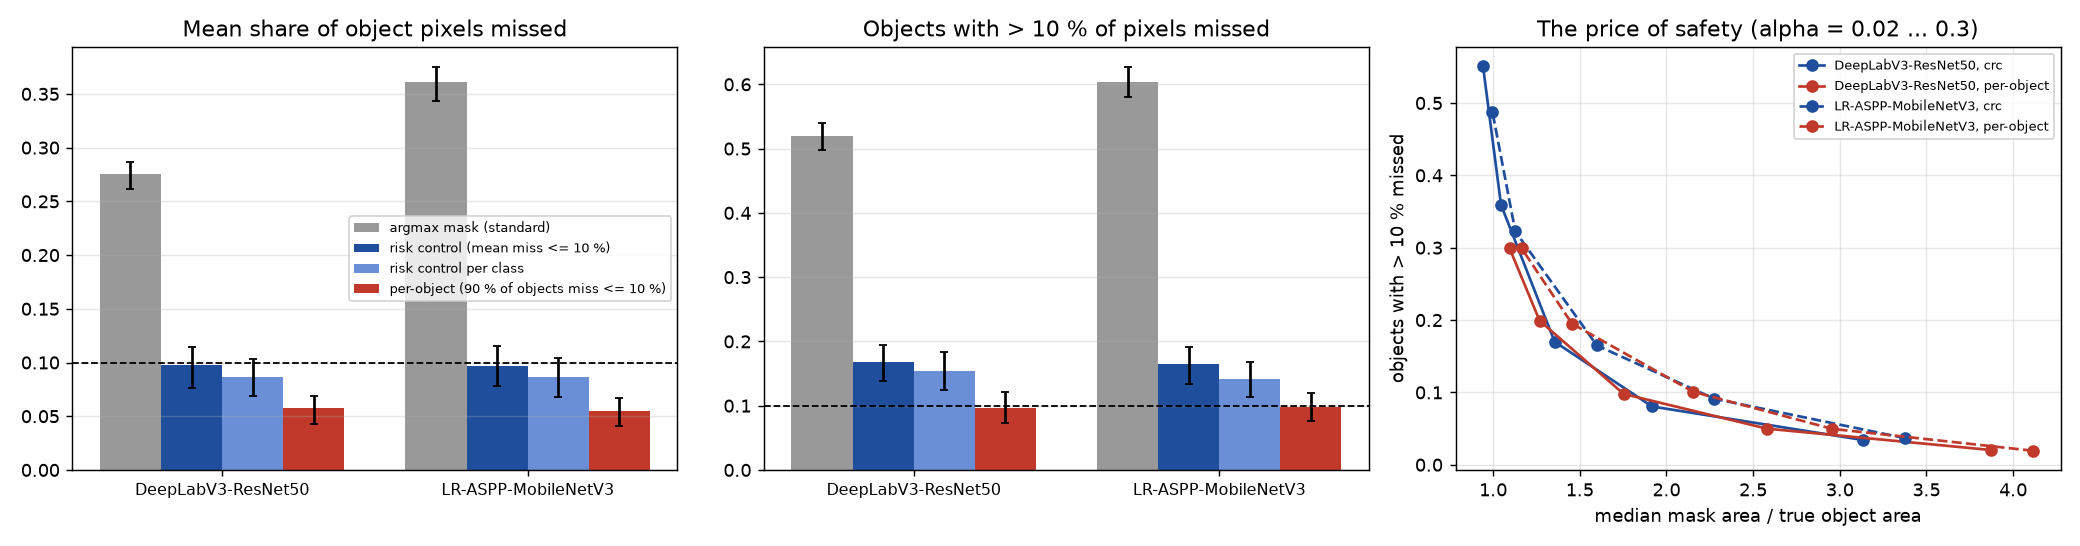 Mean share of object pixels missed
0.35
0.30
0.25
0.20
0.15
0.10
0.05
0.00
argmax mask (standard)
risk control (mean miss <= 10 %)
risk control per class
per-object (90 % of objects miss <= 10 %)
DeepLabV3-ResNet50
LR-ASPP-MobileNetV3
Objects with > 10 % of pixels missed
0.6
0.5
0.4
0.3
0.2
0.1
0.0
DeepLabV3-ResNet50
LR-ASPP-MobileNetV3
The price of safety (alpha = 0.02 ... 0.3)
objects with > 10 % missed
0.5
0.4
0.3
0.2
0.1
0.0
DeepLabV3-ResNet50, crc
DeepLabV3-ResNet50, per-object
LR-ASPP-MobileNetV3, crc
LR-ASPP-MobileNetV3, per-object
1.0 1.5 2.0 2.5 3.0 3.5 4.0
median mask area / true object area